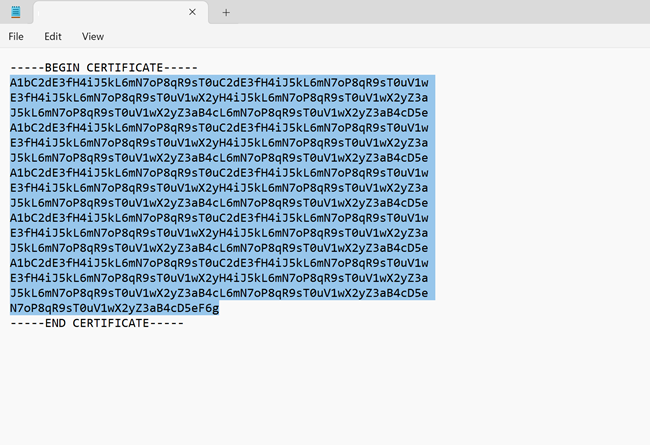 File Edit View
-----BEGIN CERTIFICATE-----
A1bC2dE3fH4iJ5kL6mN7oP8qR9sT0uC2dE3fH4iJ5kL6mN7oP8qR9sT0uV1w
E3fH4iJ5kL6mN7oP8qR9sT0uV1wX2yH4iJ5kL6mN7oP8qR9sT0uV1wX2yZ3a
J5kL6mN7oP8qR9sT0uV1wX2yZ3aB4cL6mN7oP8qR9sT0uV1wX2yZ3aB4cD5e
A1bC2dE3fH4iJ5kL6mN7oP8qR9sT0uC2dE3fH4iJ5kL6mN7oP8qR9sT0uV1w
E3fH4iJ5kL6mN7oP8qR9sT0uV1wX2yH4iJ5kL6mN7oP8qR9sT0uV1wX2yZ3a
J5kL6mN7oP8qR9sT0uV1wX2yZ3aB4cL6mN7oP8qR9sT0uV1wX2yZ3aB4cD5e
A1bC2dE3fH4iJ5kL6mN7oP8qR9sT0uC2dE3fH4iJ5kL6mN7oP8qR9sT0uV1w
E3fH4iJ5kL6mN7oP8qR9sT0uV1wX2yH4iJ5kL6mN7oP8qR9sT0uV1wX2yZ3a
J5kL6mN7oP8qR9sT0uV1wX2yZ3aB4cL6mN7oP8qR9sT0uV1wX2yZ3aB4cD5e
A1bC2dE3fH4iJ5kL6mN7oP8qR9sT0uC2dE3fH4iJ5kL6mN7oP8qR9sT0uV1w
E3fH4iJ5kL6mN7oP8qR9sT0uV1wX2yH4iJ5kL6mN7oP8qR9sT0uV1wX2yZ3a
J5kL6mN7oP8qR9sT0uV1wX2yZ3aB4cL6mN7oP8qR9sT0uV1wX2yZ3aB4cD5e
A1bC2dE3fH4iJ5kL6mN7oP8qR9sT0uC2dE3fH4iJ5kL6mN7oP8qR9sT0uV1w
E3fH4iJ5kL6mN7oP8qR9sT0uV1wX2yH4iJ5kL6mN7oP8qR9sT0uV1wX2yZ3a
J5kL6mN7oP8qR9sT0uV1wX2yZ3aB4cL6mN7oP8qR9sT0uV1wX2yZ3aB4cD5e
N7oP8qR9sT0uV1wX2yZ3aB4cD5eF6g
-----END CERTIFICATE-----